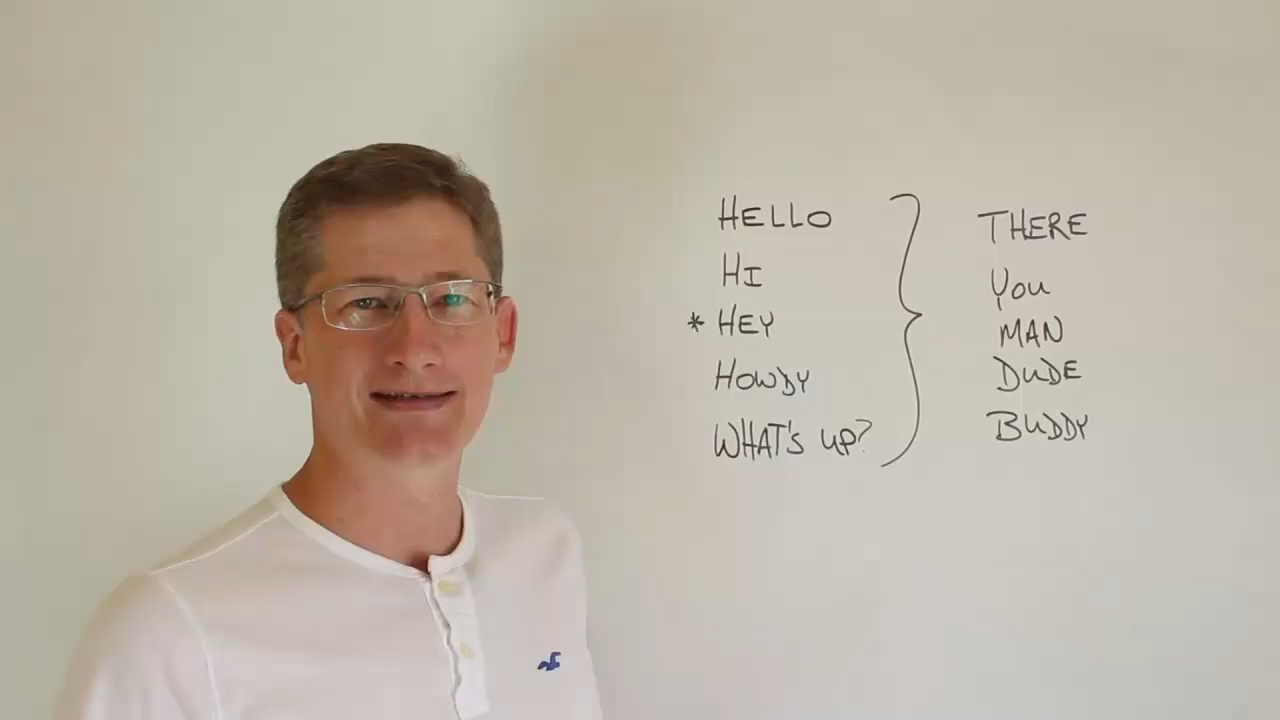 HELLO
HI
* HEY
HOWDY
WHAT'S UP?
THERE
YOU
MAN
DUDE
BUDDY